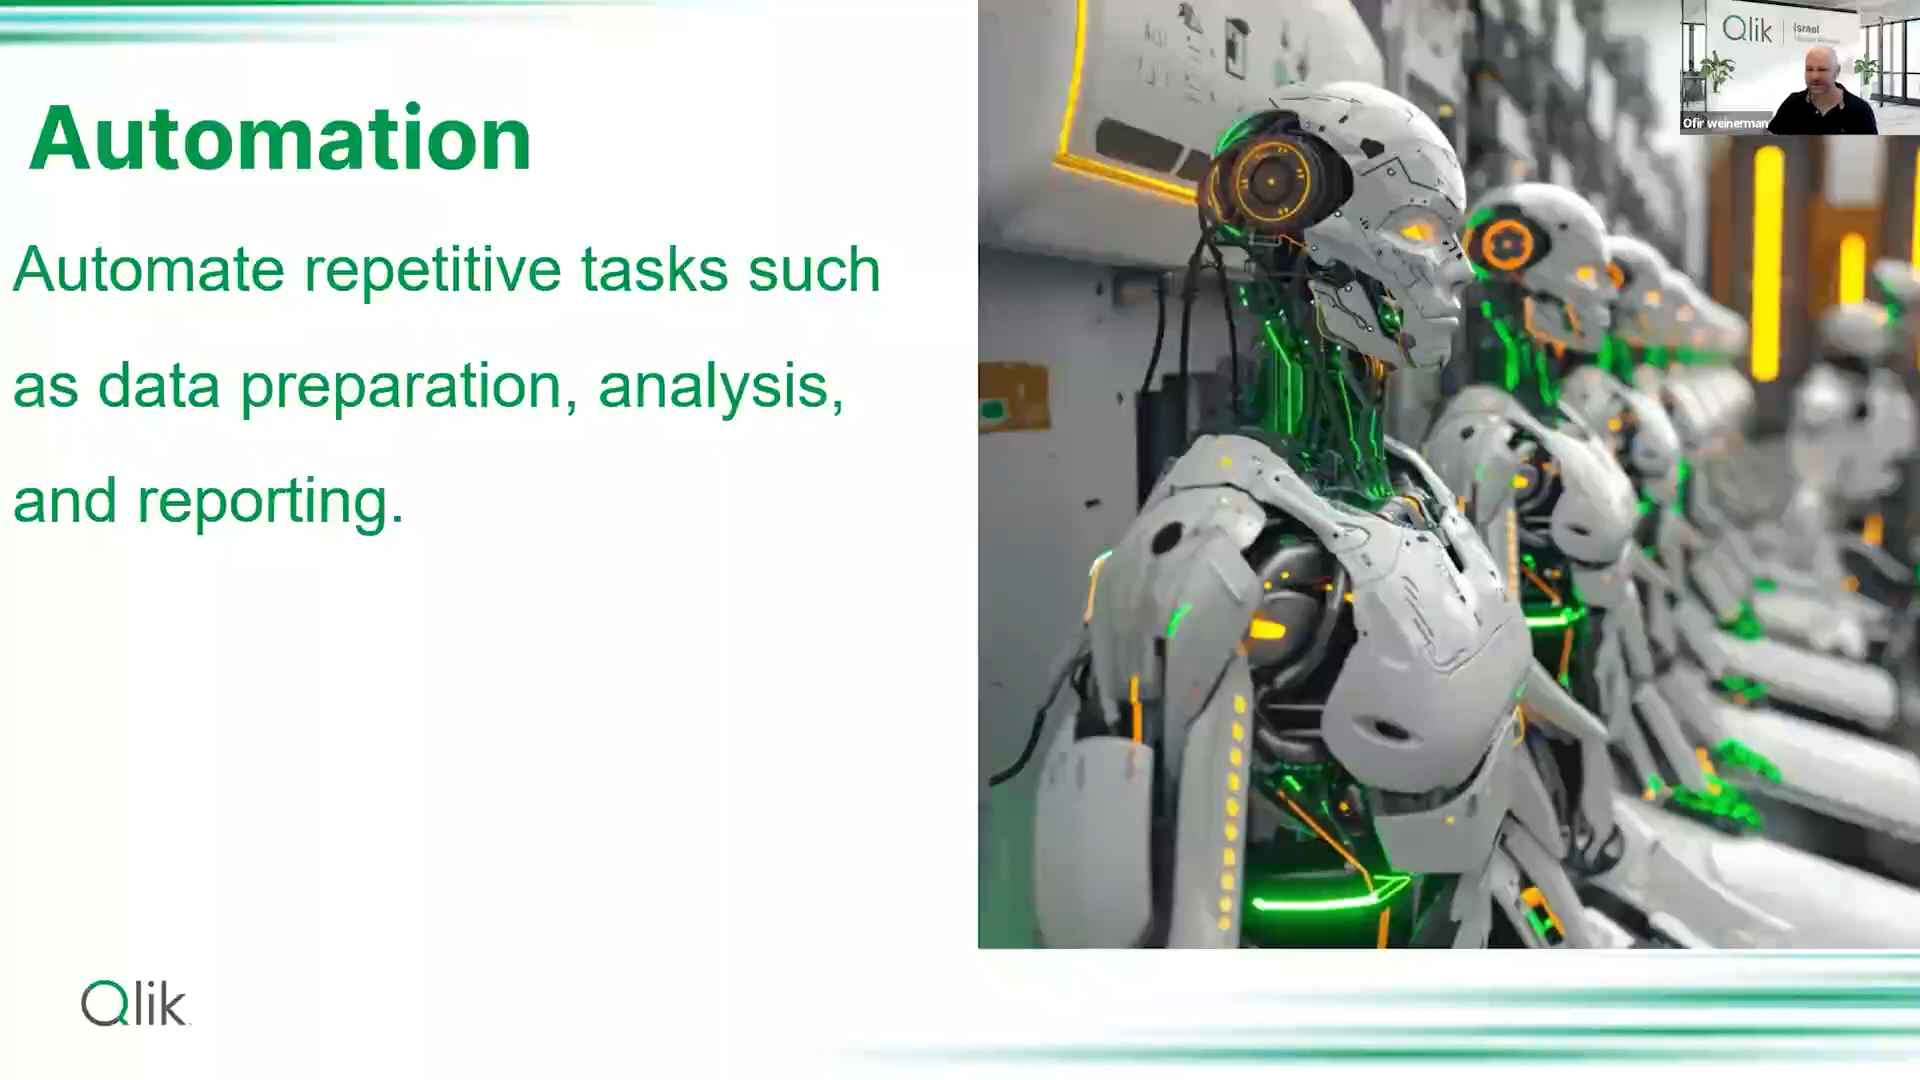 Automation
Automate repetitive tasks such
as data preparation, analysis,
and reporting.
Qlik
Qlik
Israel
Ofir weinerman